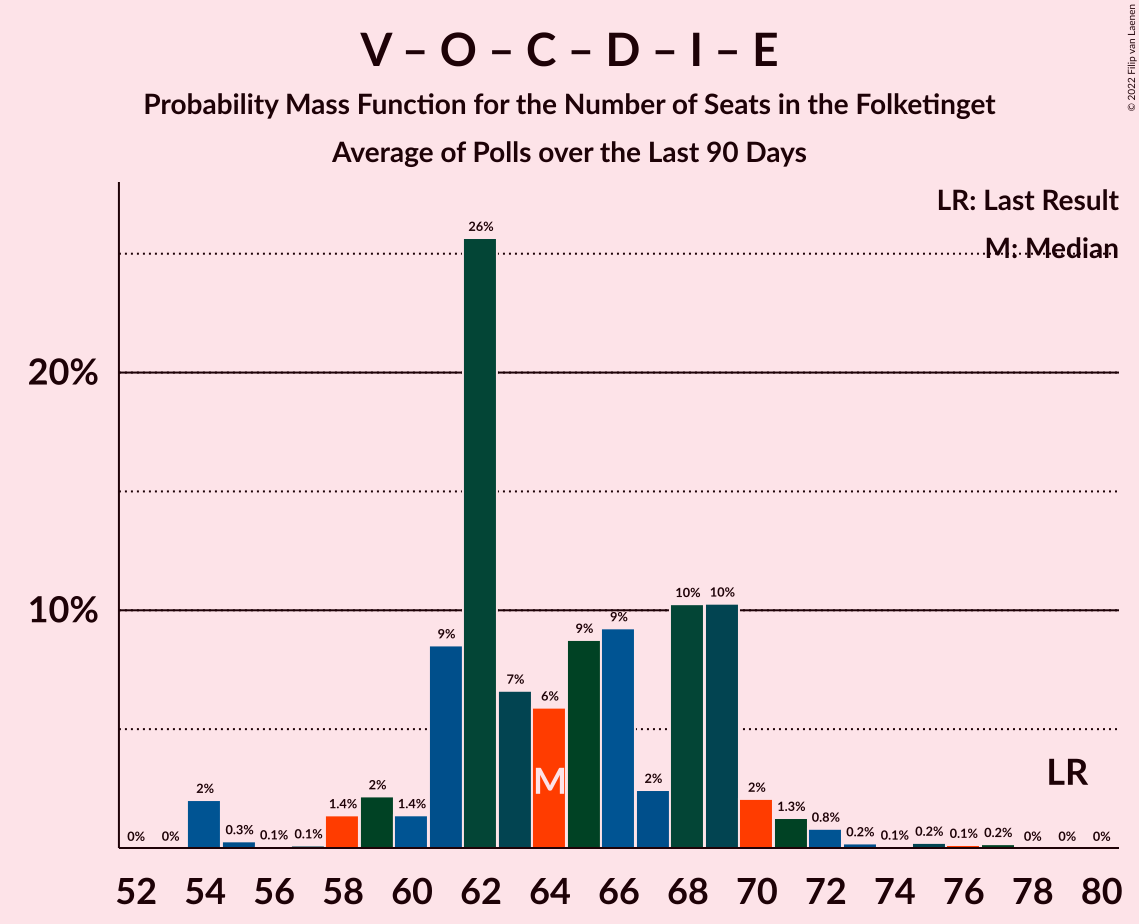 V – O – C – D – I – E
Probability Mass Function for the Number of Seats in the Folketinget
Average of Polls over the Last 90 Days
© 2022 Filip van Laenen
LR: Last Result
M: Median
20%
10%
0% 0% 2% 0.3% 0.1% 0.1% 1.4% 2% 1.4% 9% 26% 7% 6% 9% 9% 2% 10% 10% 2% 1.3% 0.8% 0.2% 0.1% 0.2% 0.1% 0.2% 0% 0% 0%
M
LR
52 54 56 58 60 62 64 66 68 70 72 74 76 78 80